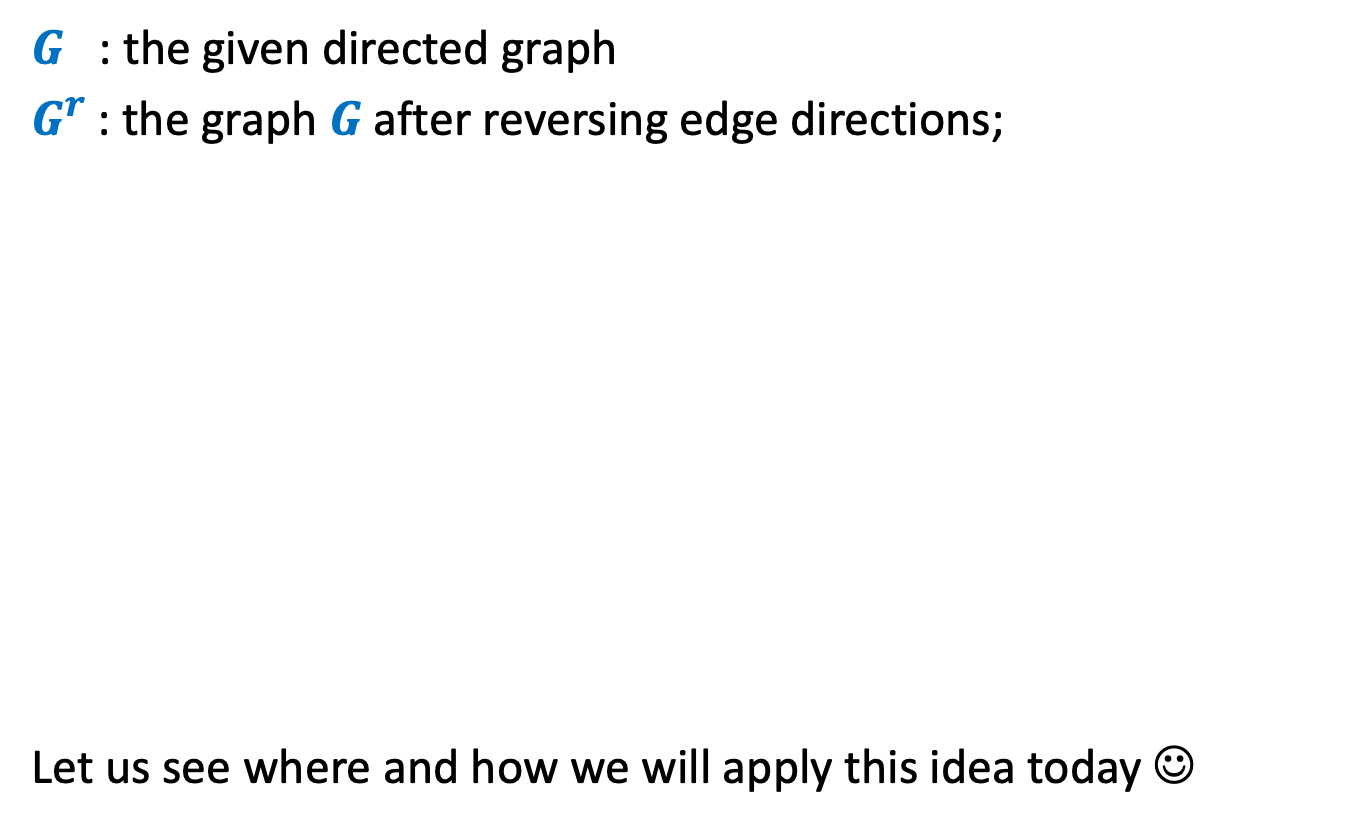 G : the given directed graph
Gʳ : the graph G after reversing edge directions;
Let us see where and how we will apply this idea today ☺